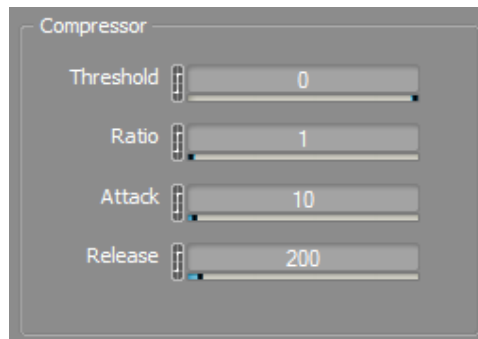 Compressor
Threshold 0
Ratio 1
Attack 10
Release 200